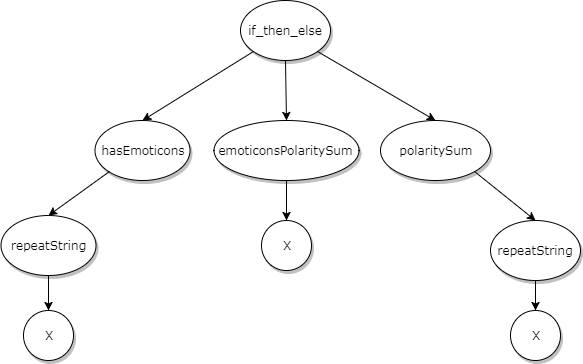 if_then_else
hasEmoticons
emoticonsPolaritySum
polaritySum
repeatString
X
repeatString
X
X